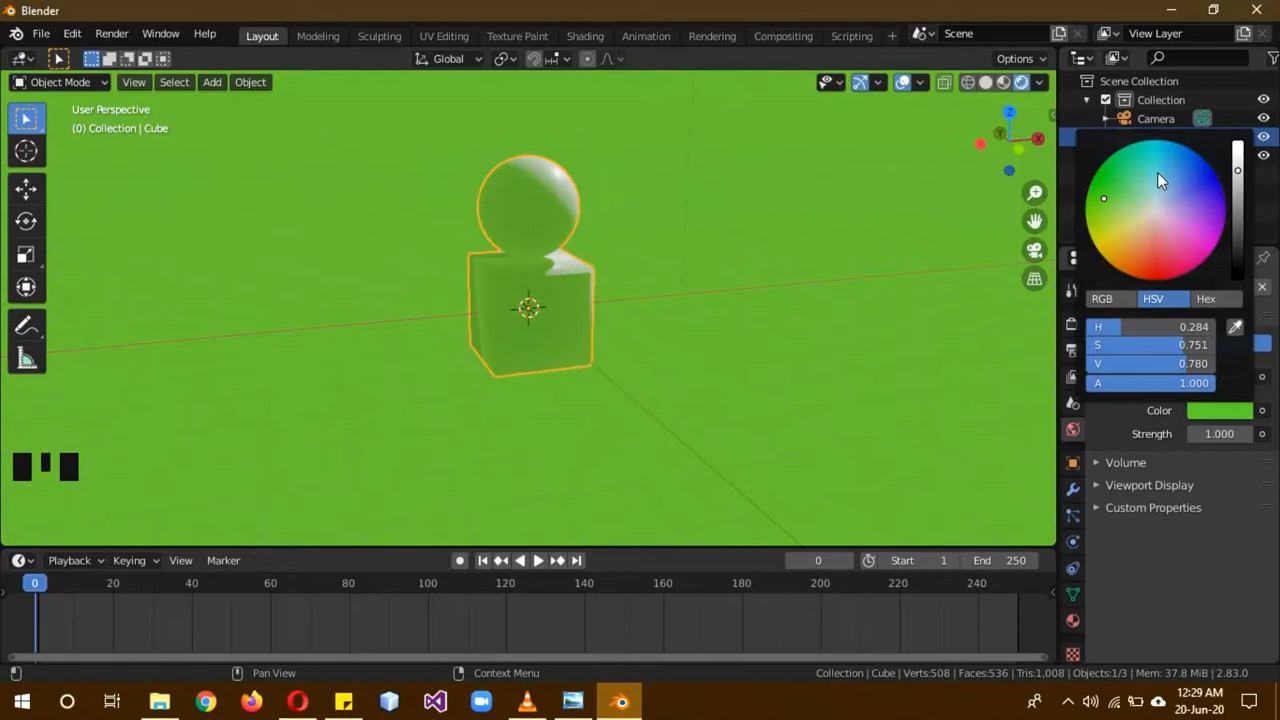 Blender
File Edit Render Window Help Layout Modeling Sculpting UV Editing Texture Paint Shading Animation Rendering Compositing Scripting + Scene View Layer
Global Options
Object Mode View Select Add Object Scene Collection
Collection
Camera
User Perspective
(0) Collection | Cube
Z
Y X
RGB HSV Hex
H 0.284
S 0.751
V 0.780
A 1.000
Color
Strength 1.000
Volume
Viewport Display
Custom Properties
Playback Keying View Marker 0 Start 1 End 250
0 20 40 60 80 100 120 140 160 180 200 220 240
Pan View Context Menu Collection | Cube | Verts:508 | Faces:536 | Tris:1,008 | Objects:1/3 | Mem: 37.8 MiB | 2.83.0
12:29 AM
20-Jun-20